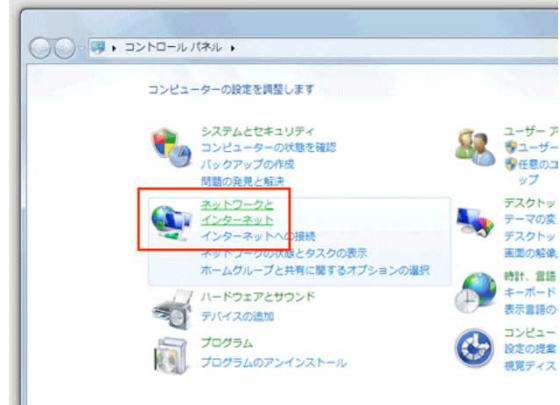 コントロール パネル
コンピューターの設定を調整します
システムとセキュリティ
コンピューターの状態を確認
バックアップの作成
問題の発見と解決
ネットワークと
インターネット
インターネットへの接続
ネットワークの状態とタスクの表示
ホームグループと共有に関するオプションの選択
ハードウェアとサウンド
デバイスの追加
プログラム
プログラムのアンインストール
ユーザー ア
ユーザー
任意のコ
ップ
デスクトッ
テーマの変
デスクトッ
画面の解像
時計、言語
キーボード
表示言語の
コンピュー
設定の提案
視覚ディス